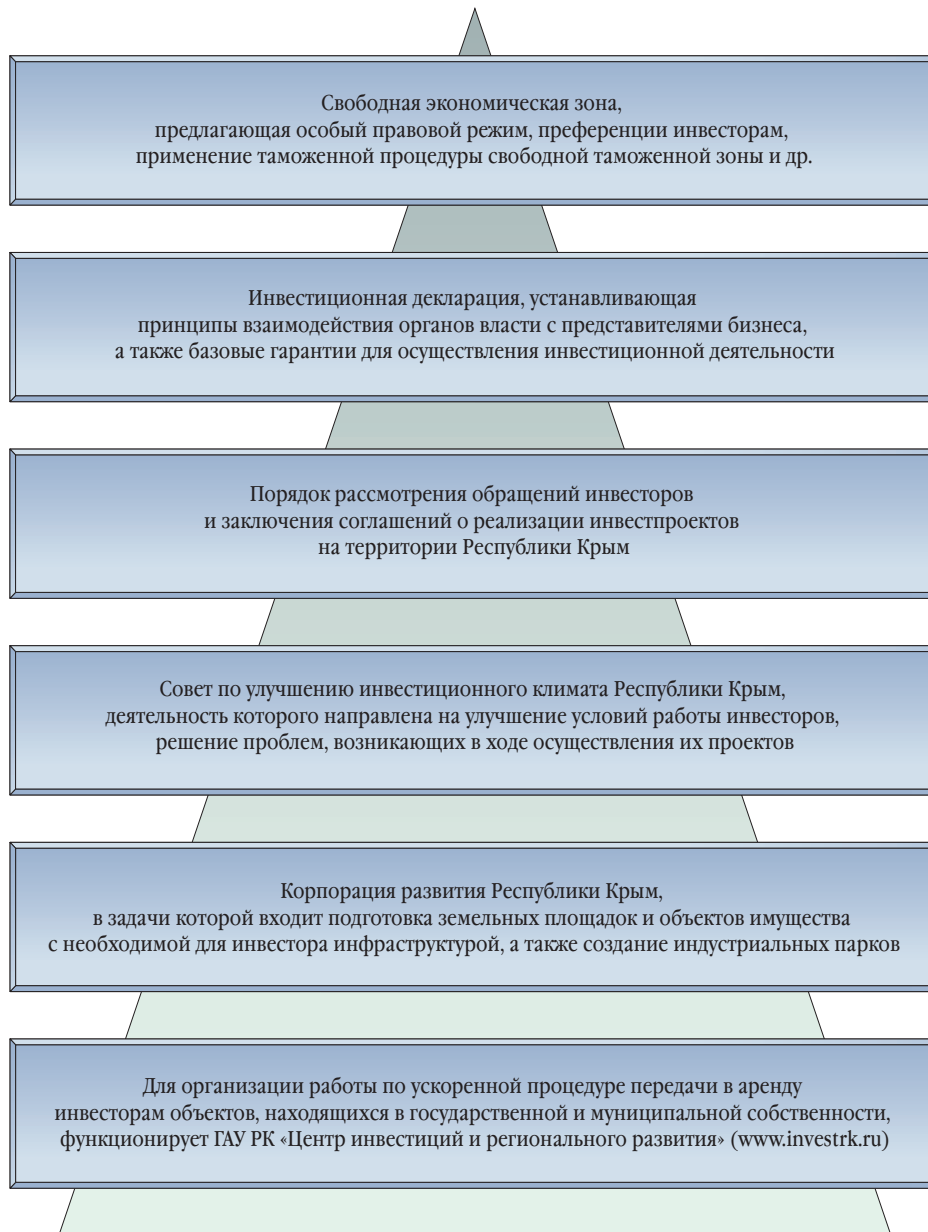 Свободная экономическая зона,
предлагающая особый правовой режим, преференции инвесторам,
применение таможенной процедуры свободной таможенной зоны и др.
Инвестиционная декларация, устанавливающая
принципы взаимодействия органов власти с представителями бизнеса,
а также базовые гарантии для осуществления инвестиционной деятельности
Порядок рассмотрения обращений инвесторов
и заключения соглашений о реализации инвестпроектов
на территории Республики Крым
Совет по улучшению инвестиционного климата Республики Крым,
деятельность которого направлена на улучшение условий работы инвесторов,
решение проблем, возникающих в ходе осуществления их проектов
Корпорация развития Республики Крым,
в задачи которой входит подготовка земельных площадок и объектов имущества
с необходимой для инвестора инфраструктурой, а также создание индустриальных парков
Для организации работы по ускоренной процедуре передачи в аренду
инвесторам объектов, находящихся в государственной и муниципальной собственности,
функционирует ГАУ РК «Центр инвестиций и регионального развития» (www.investrk.ru)